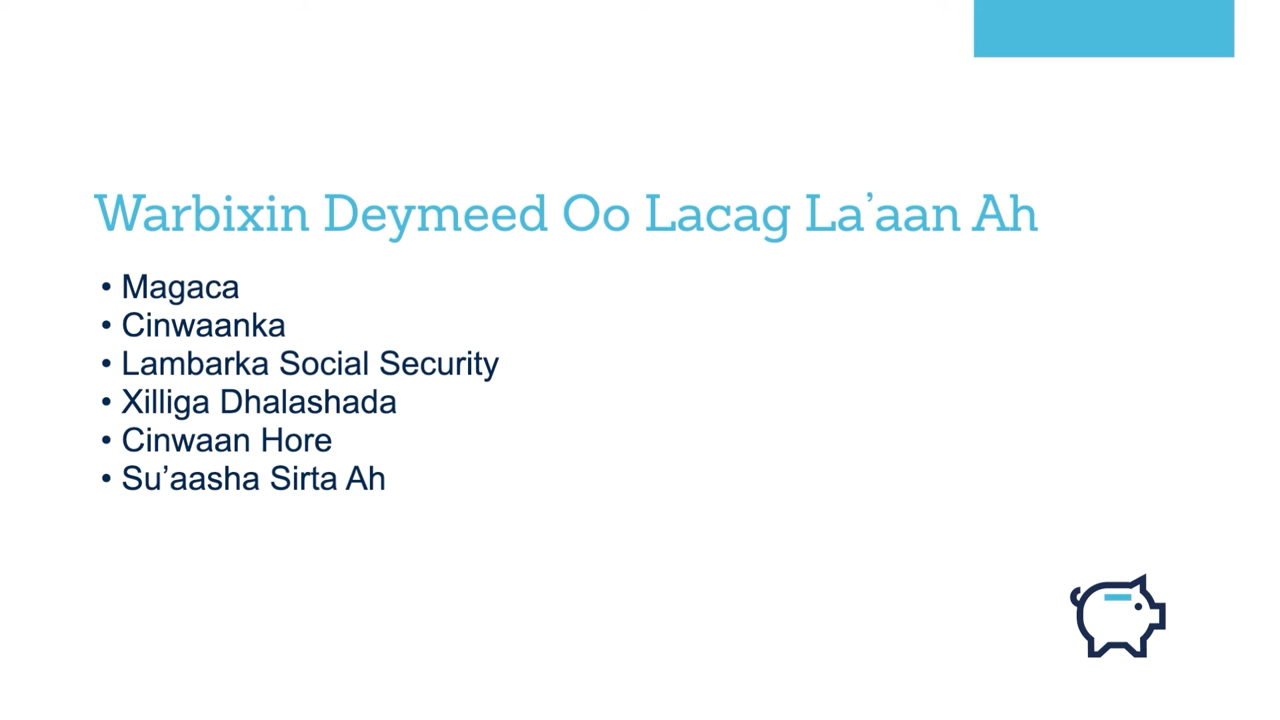 Warbixin Deymeed Oo Lacag La’aan Ah
• Magaca
• Cinwaanka
• Lambarka Social Security
• Xilliga Dhalashada
• Cinwaan Hore
• Su’aasha Sirta Ah